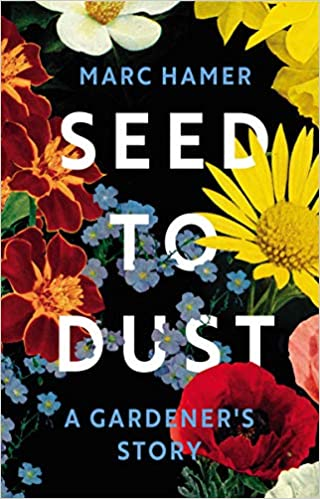 MARC HAMER
SEED
TO
DUST
A GARDENER'S
STORY